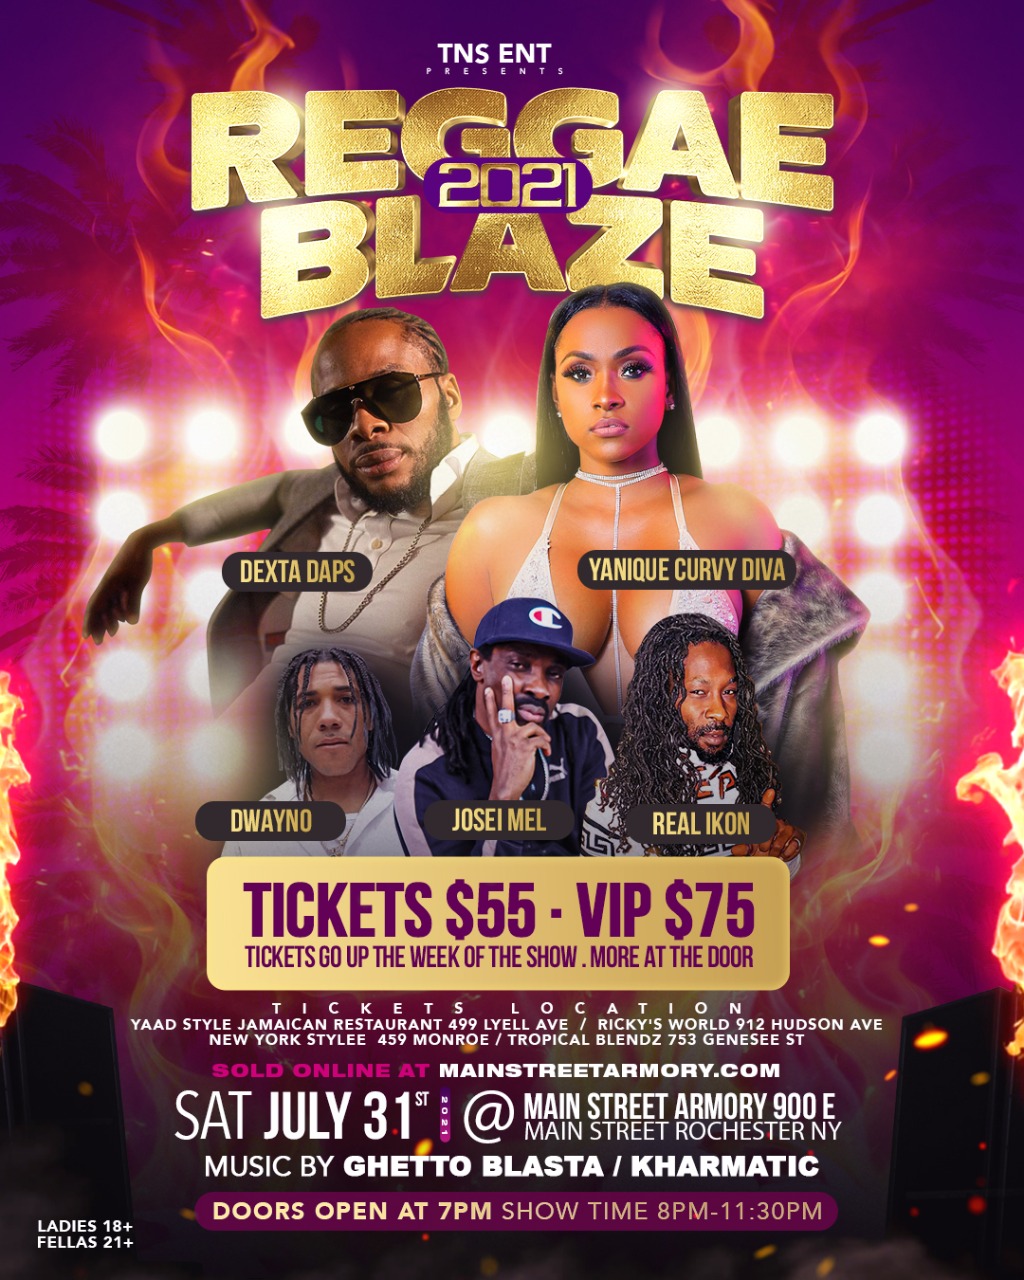 TNS ENT
PRESENTS
REGGAE
2021
BLAZE
DEXTA DAPS
YANIQUE CURVY DIVA
DWAYNO
JOSEI MEL
REAL IKON
TICKETS $55 - VIP $75
TICKETS GO UP THE WEEK OF THE SHOW . MORE AT THE DOOR
TICKETS LOCATION
YAAD STYLE JAMAICAN RESTAURANT 499 LYELL AVE / RICKY'S WORLD 912 HUDSON AVE
NEW YORK STYLEE 459 MONROE / TROPICAL BLENDZ 753 GENESEE ST
SOLD ONLINE AT MAINSTREETARMORY.COM
SAT JULY 31ST 2021 @ MAIN STREET ARMORY 900 E
MAIN STREET ROCHESTER NY
MUSIC BY GHETTO BLASTA / KHARMATIC
DOORS OPEN AT 7PM SHOW TIME 8PM-11:30PM
LADIES 18+
FELLAS 21+